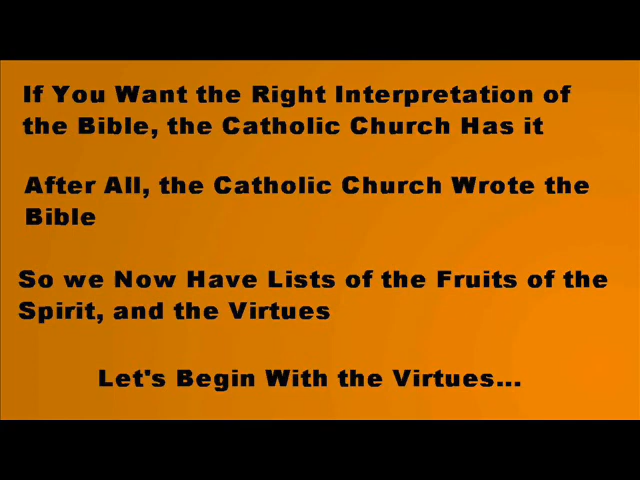 If You Want the Right Interpretation of
the Bible, the Catholic Church Has it
After All, the Catholic Church Wrote the
Bible
So we Now Have Lists of the Fruits of the
Spirit, and the Virtues
Let's Begin With the Virtues...